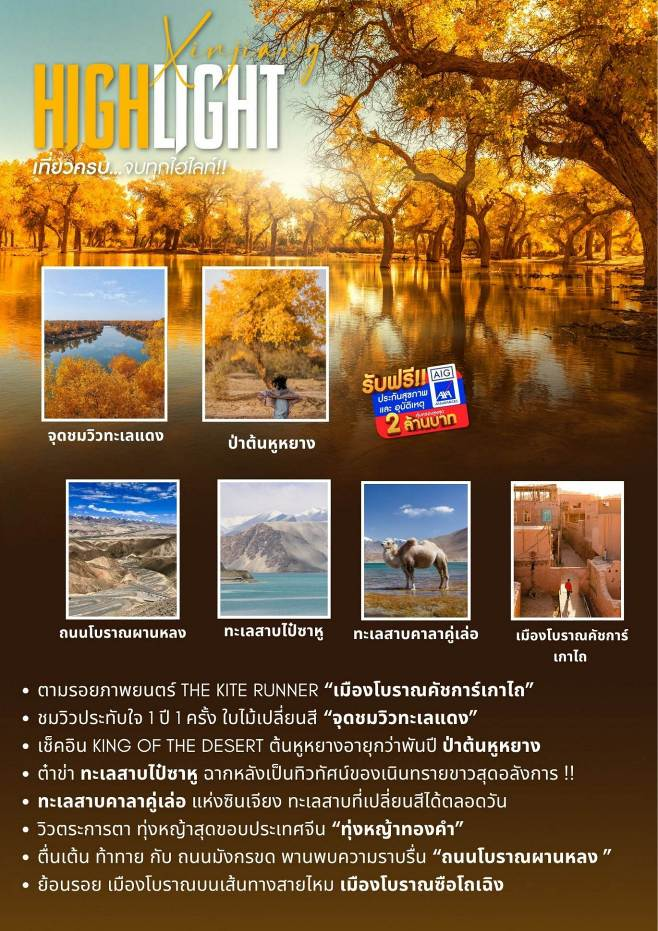 Xinjiang
HIGHLIGHT
เที่ยวครบ...จบทุกไฮไลท์!!
รับฟรี!!
ประกันสุขภาพ
และ อุบัติเหตุ
2 ล้านบาท
AIG
AXA
จุดชมวิวทะเลแดง
ป่าต้นหูหยาง
ถนนโบราณผานหลง
ทะเลสาบไป๋ซาหู
ทะเลสาบคาลาคู่เล่อ
เมืองโบราณคัชการ์
เกาไถ
• ตามรอยภาพยนตร์ THE KITE RUNNER “เมืองโบราณคัชการ์เกาไถ”
• ชมวิวประทับใจ 1 ปี 1 ครั้ง ใบไม้เปลี่ยนสี “จุดชมวิวทะเลแดง”
• เช็คอิน KING OF THE DESERT ต้นหูหยางอายุกว่าพันปี ป่าต้นหูหยาง
• ต๋ำข่า ทะเลสาบไป๋ซาหู ฉากหลังเป็นทิวทัศน์ของเนินทรายขาวสุดอลังการ !!
• ทะเลสาบคาลาคู่เล่อ แห่งซินเจียง ทะเลสาบที่เปลี่ยนสีได้ตลอดวัน
• วิวตระการตา ทุ่งหญ้าสุดขอบประเทศจีน “ทุ่งหญ้าทองคำ”
• ตื่นเต้น ท้าทาย กับ ถนนมังกรขด พานพบความราบรื่น “ถนนโบราณผานหลง ”
• ย้อนรอย เมืองโบราณบนเส้นทางสายไหม เมืองโบราณซือโถเฉิง